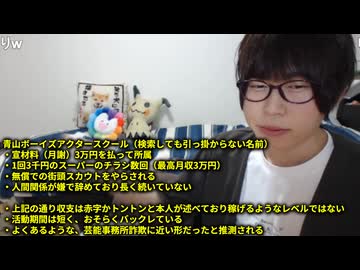 りw
青山ボーイズアクタースクール（検索しても引っ掛からない名前）
・宣材料（月謝）3万円を払って所属
・1回3千円のスーパーのチラシ数回（最高月収3万円）
・無償での街頭スカウトをやらされる
・人間関係が嫌で辞めており長く続いていない
・上記の通り収支は赤字かトントンと本人が述べており稼げるようなレベルではない
・活動期間は短く、おそらくバックレている
・よくあるような、芸能事務所詐欺に近い形だったと推測される